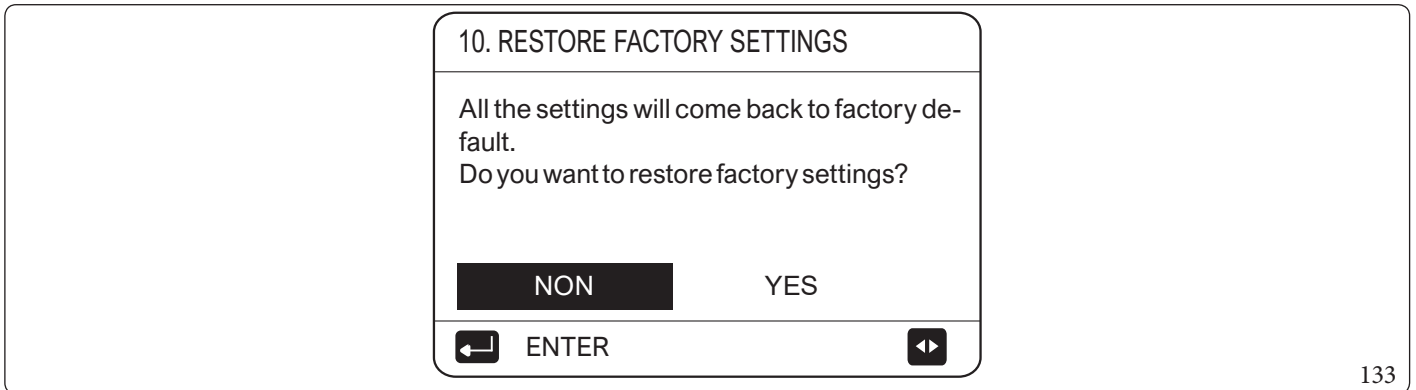 10. RESTORE FACTORY SETTINGS
All the settings will come back to factory de-
fault.
Do you want to restore factory settings?
NON YES
ENTER
133